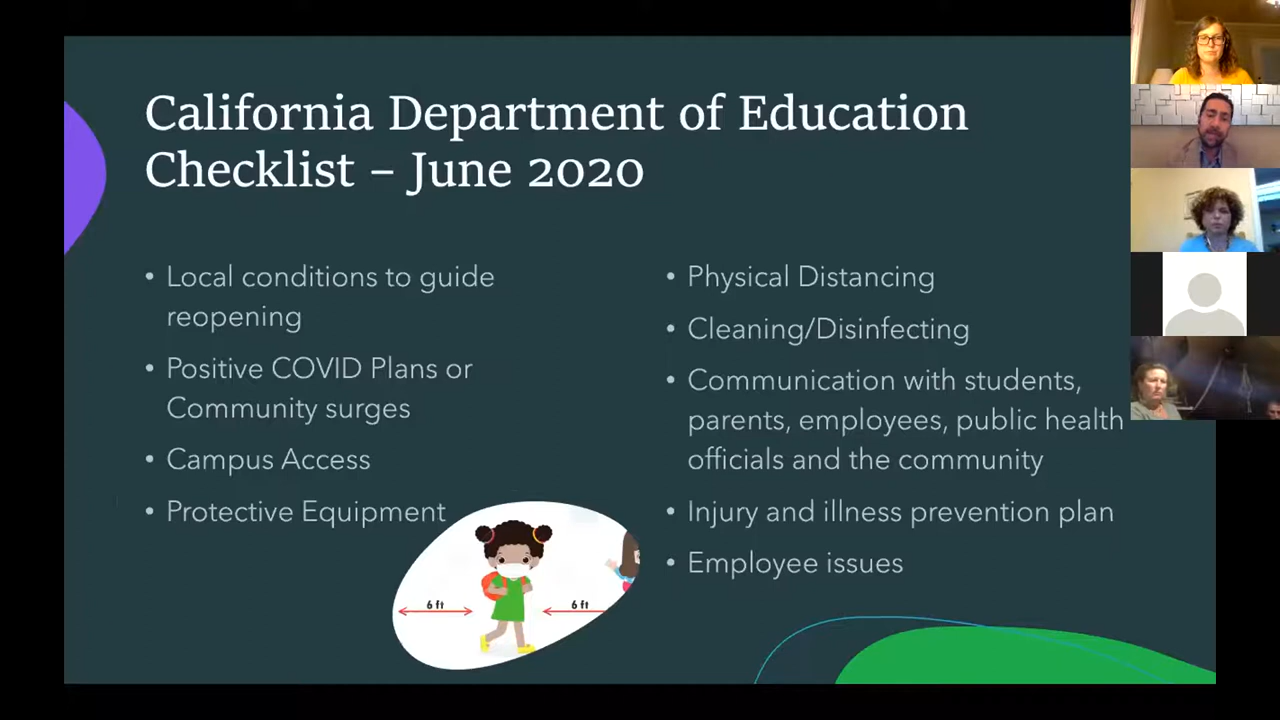 California Department of Education
Checklist – June 2020
• Local conditions to guide
reopening
• Positive COVID Plans or
Community surges
• Campus Access
• Protective Equipment
• Physical Distancing
• Cleaning/Disinfecting
• Communication with students,
parents, employees, public health
officials and the community
• Injury and illness prevention plan
• Employee issues
6 ft
6 ft